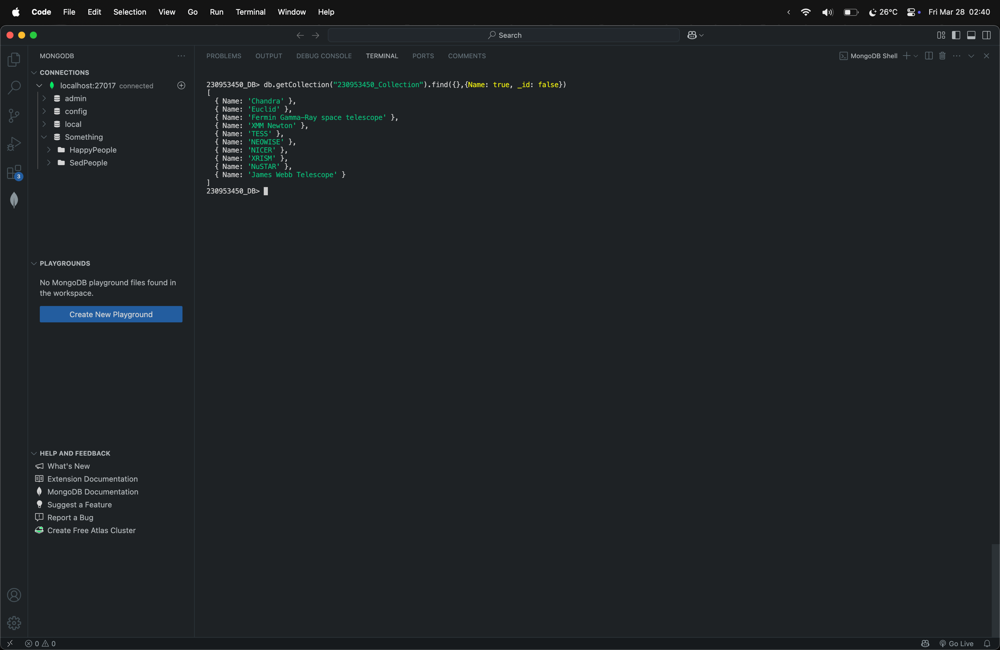 Code File Edit Selection View Go Run Terminal Window Help 26°C Fri Mar 28 02:40
Search
MONGODB
CONNECTIONS
localhost:27017 connected
admin
config
local
Something
HappyPeople
SedPeople
3
PLAYGROUNDS
No MongoDB playground files found in
the workspace.
Create New Playground
HELP AND FEEDBACK
What's New
Extension Documentation
MongoDB Documentation
Suggest a Feature
Report a Bug
Create Free Atlas Cluster
PROBLEMS OUTPUT DEBUG CONSOLE TERMINAL PORTS COMMENTS MongoDB Shell
230953450_DB> db.getCollection("230953450_Collection").find({},{Name: true, _id: false})
[
  { Name: 'Chandra' },
  { Name: 'Euclid' },
  { Name: 'Fermin Gamma-Ray space telescope' },
  { Name: 'XMM Newton' },
  { Name: 'TESS' },
  { Name: 'NEOWISE' },
  { Name: 'NICER' },
  { Name: 'XRISM' },
  { Name: 'NuSTAR' },
  { Name: 'James Webb Telescope' }
]
230953450_DB>
0 0 Go Live